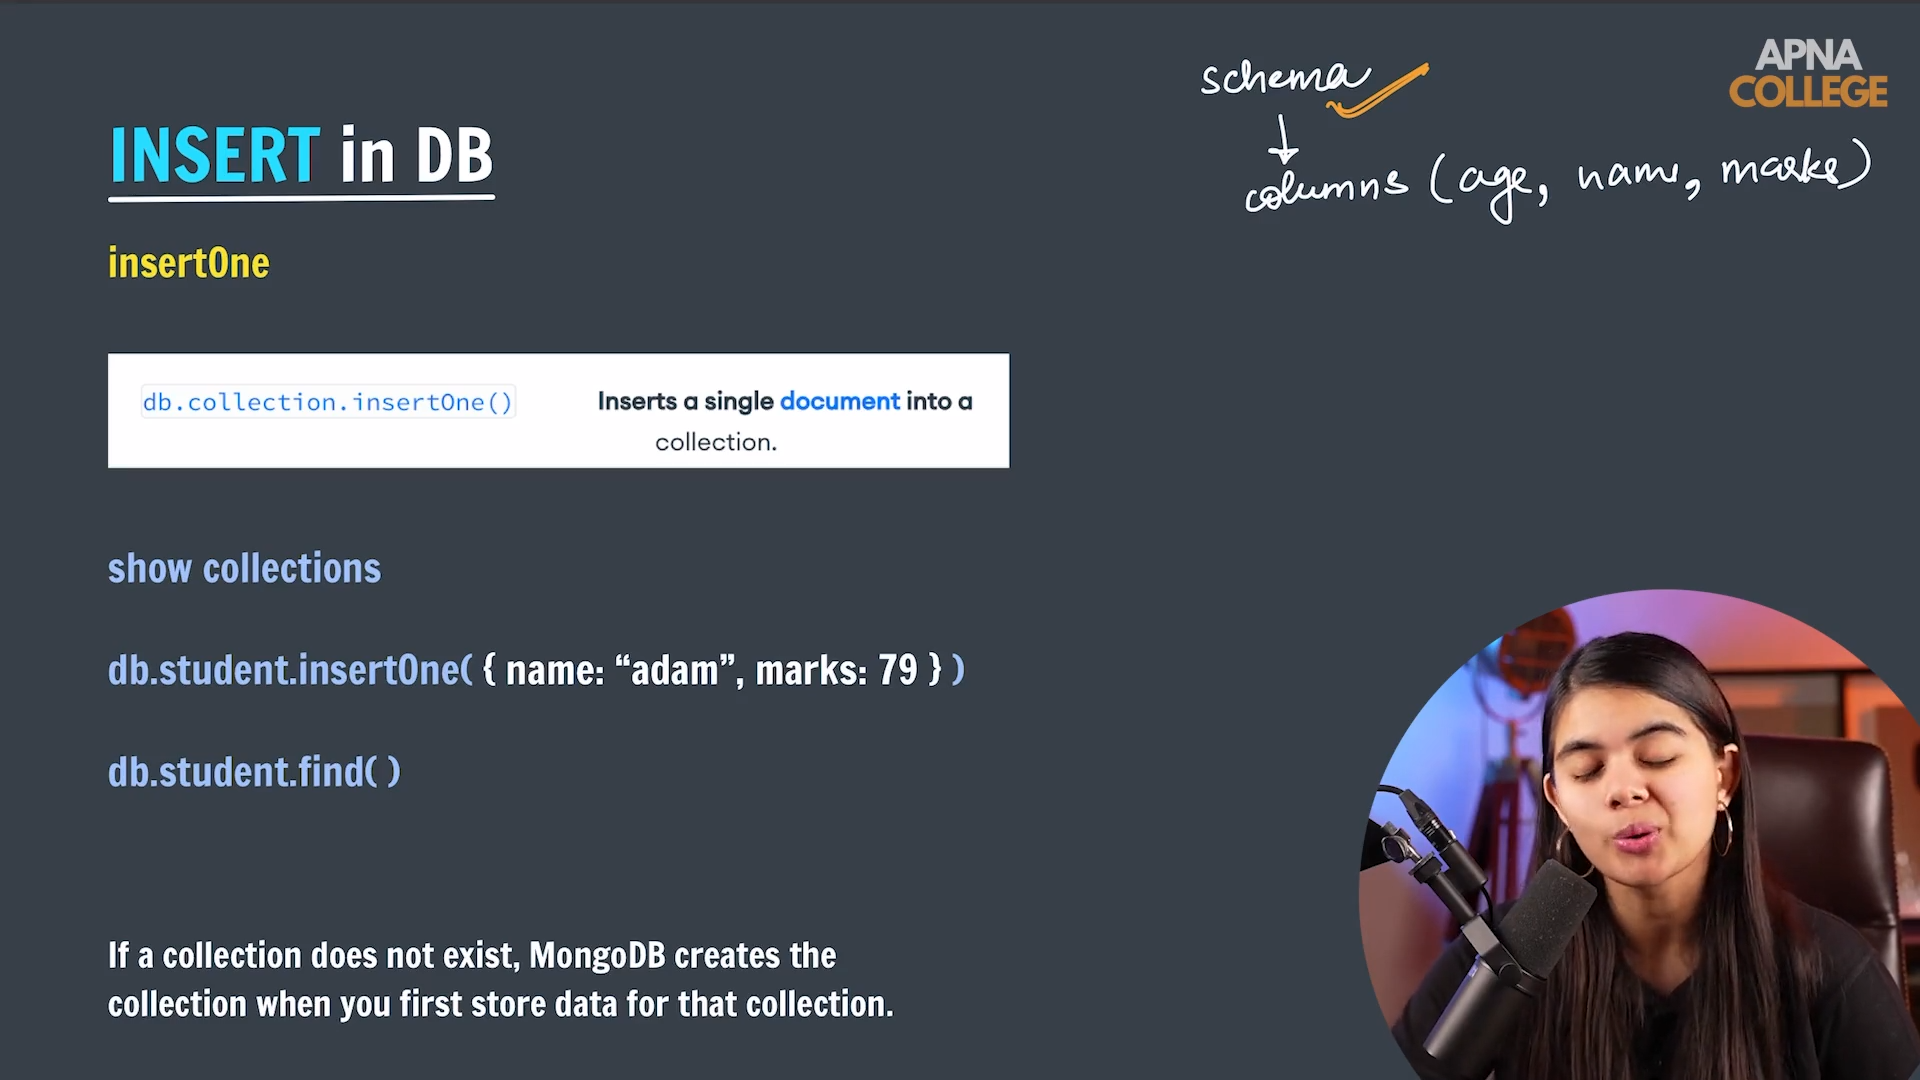 APNA
COLLEGE
schema
columns (age, name, marks)
INSERT in DB
insertOne
db.collection.insertOne()
Inserts a single document into a
collection.
show collections
db.student.insertOne( { name: “adam”, marks: 79 } )
db.student.find( )
If a collection does not exist, MongoDB creates the
collection when you first store data for that collection.